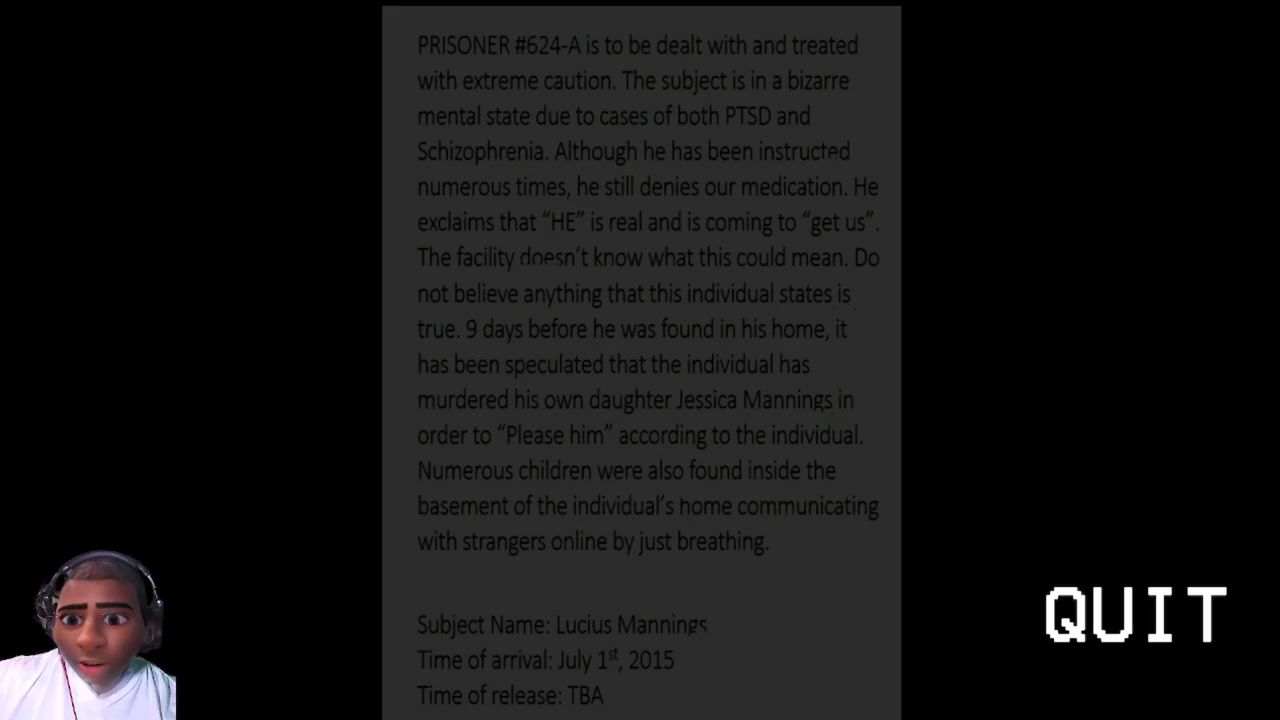 PRISONER #624-A is to be dealt with and treated
with extreme caution. The subject is in a bizarre
mental state due to cases of both PTSD and
Schizophrenia. Although he has been instructed
numerous times, he still denies our medication. He
exclaims that “HE” is real and is coming to “get us”.
The facility doesn’t know what this could mean. Do
not believe anything that this individual states is
true. 9 days before he was found in his home, it
has been speculated that the individual has
murdered his own daughter Jessica Mannings in
order to “Please him” according to the individual.
Numerous children were also found inside the
basement of the individual’s home communicating
with strangers online by just breathing.
Subject Name: Lucius Mannings
Time of arrival: July 1st, 2015
Time of release: TBA
QUIT